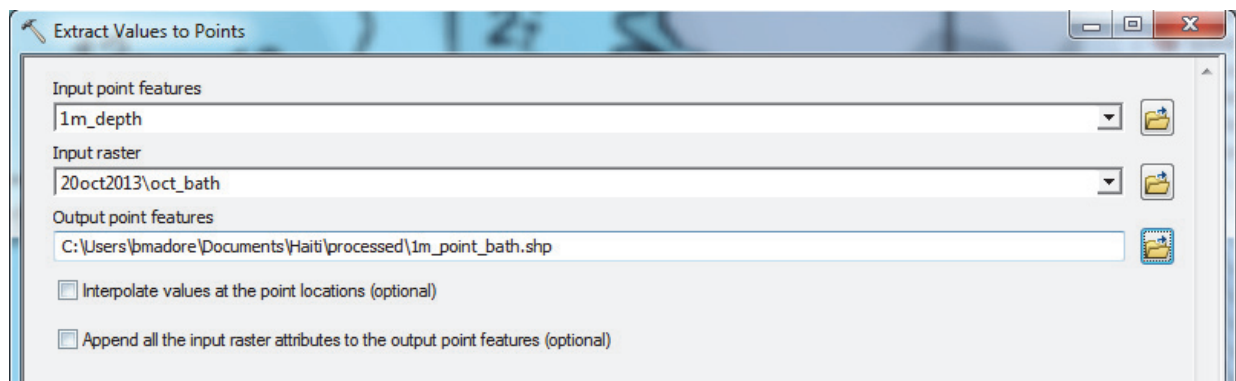 Extract Values to Points
Input point features
1m_depth
Input raster
20oct2013\oct_bath
Output point features
C:\Users\bmadore\Documents\Haiti\processed\1m_point_bath.shp
Interpolate values at the point locations (optional)
Append all the input raster attributes to the output point features (optional)